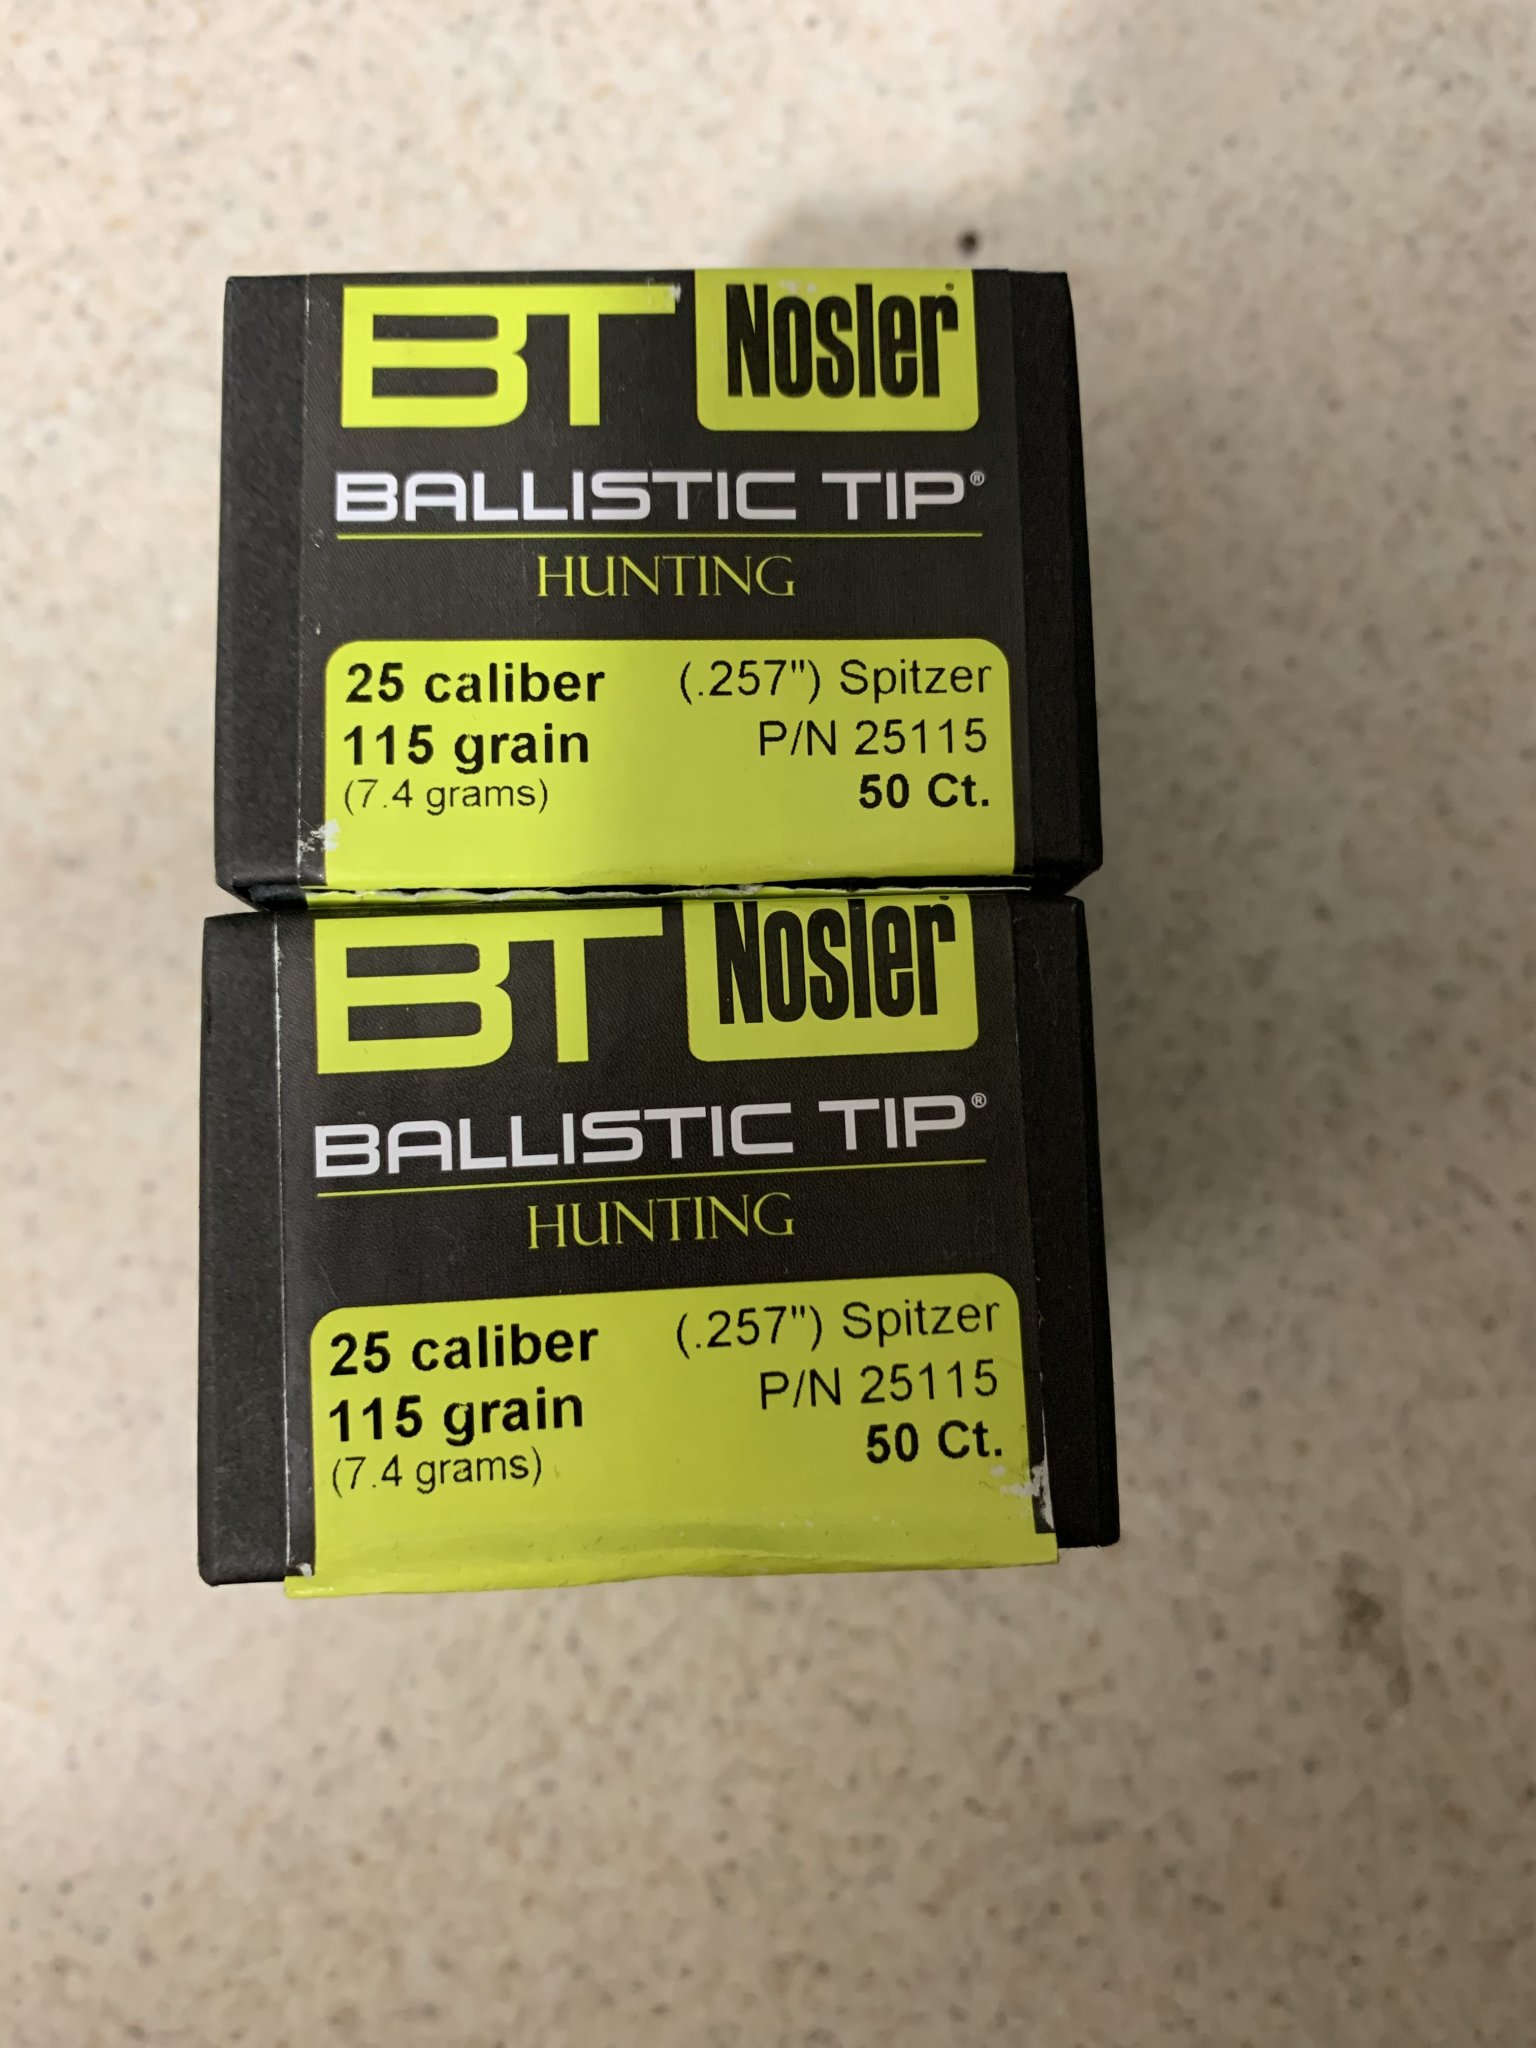 BT Nosler®
BALLISTIC TIP®
HUNTING
25 caliber (.257") Spitzer
115 grain P/N 25115
(7.4 grams) 50 Ct.
BT Nosler®
BALLISTIC TIP®
HUNTING
25 caliber (.257") Spitzer
115 grain P/N 25115
(7.4 grams) 50 Ct.